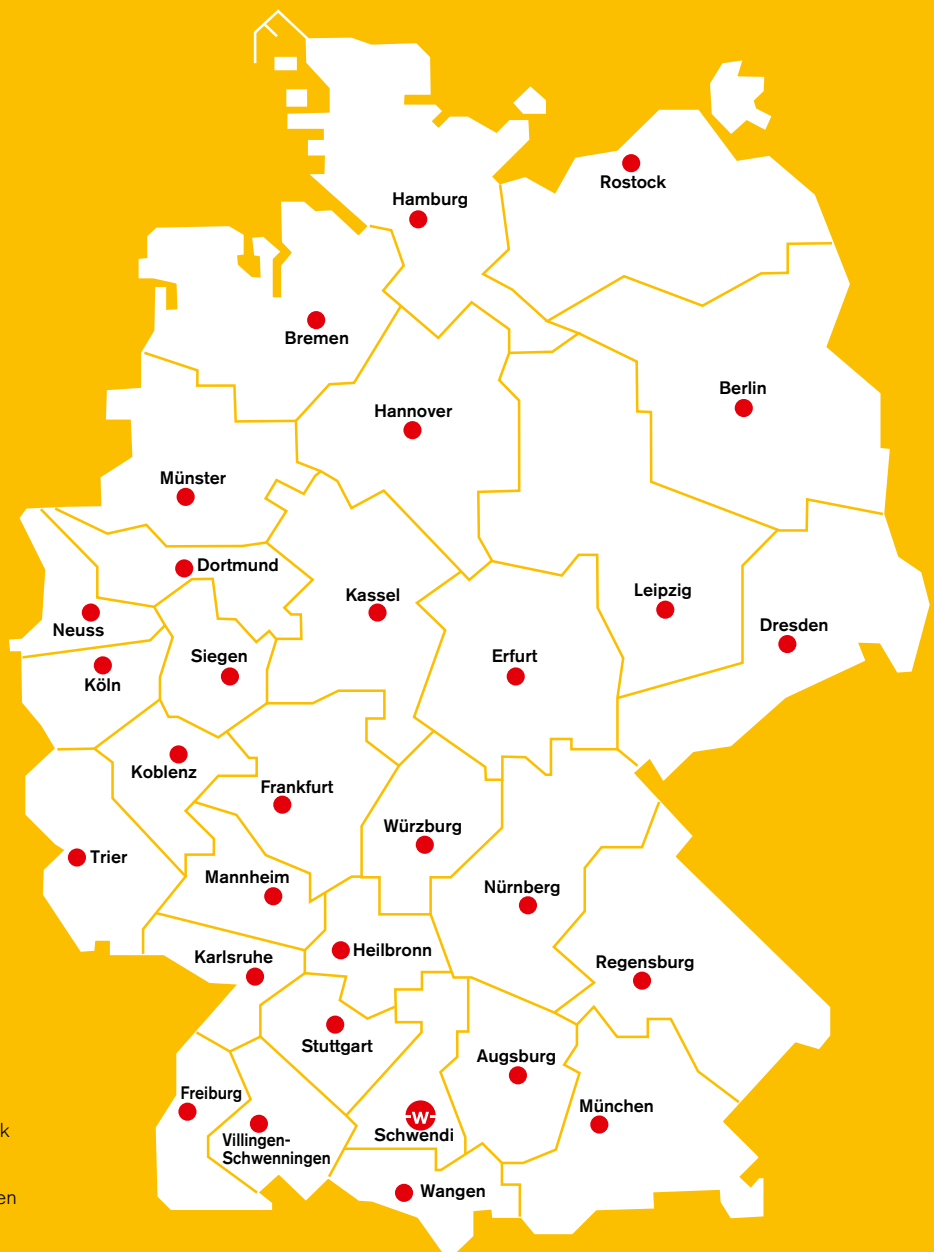 Hamburg
Rostock
Bremen
Hannover
Berlin
Münster
Dortmund
Kassel
Leipzig
Neuss
Dresden
Siegen
Erfurt
Köln
Koblenz
Frankfurt
Würzburg
Trier
Mannheim
Nürnberg
Heilbronn
Karlsruhe
Regensburg
Stuttgart
Augsburg
Freiburg
München
-W-
Schwendi
k
Villingen-
Schwenningen
Wangen
en